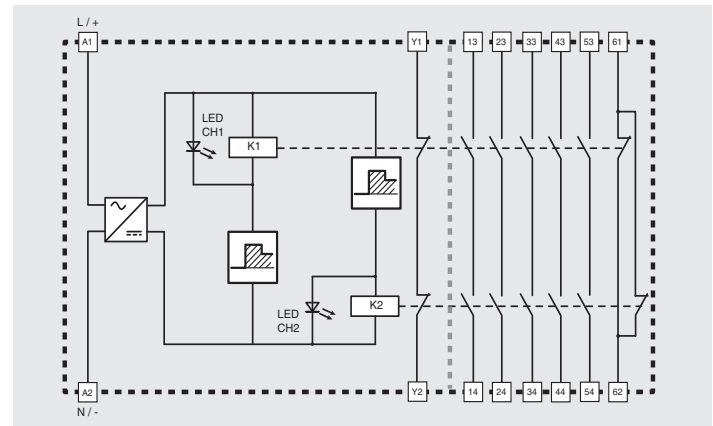 L / +
A1 Y1 13 23 33 43 53 61
LED
CH1
K1
LED
CH2
K2
A2 Y2 14 24 34 44 54 62
N / -